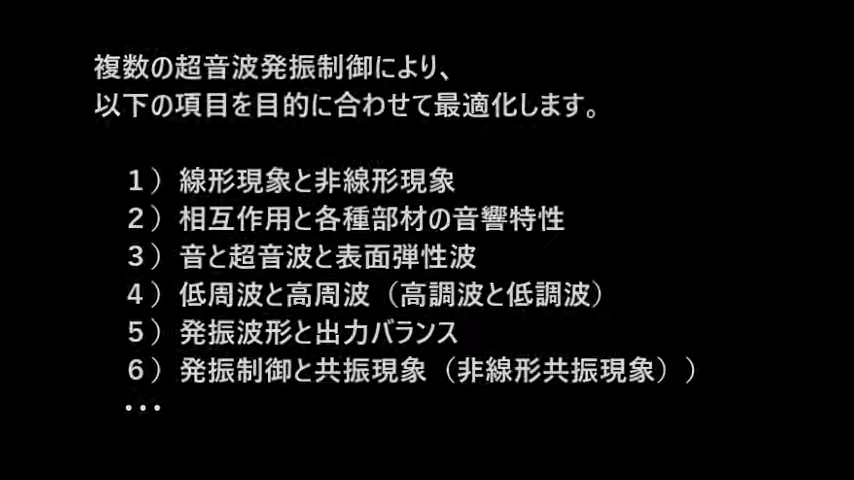 複数の超音波発振制御により、
以下の項目を目的に合わせて最適化します。
１）線形現象と非線形現象
２）相互作用と各種部材の音響特性
３）音と超音波と表面弾性波
４）低周波と高周波（高調波と低調波）
５）発振波形と出力バランス
６）発振制御と共振現象（非線形共振現象））
・・・